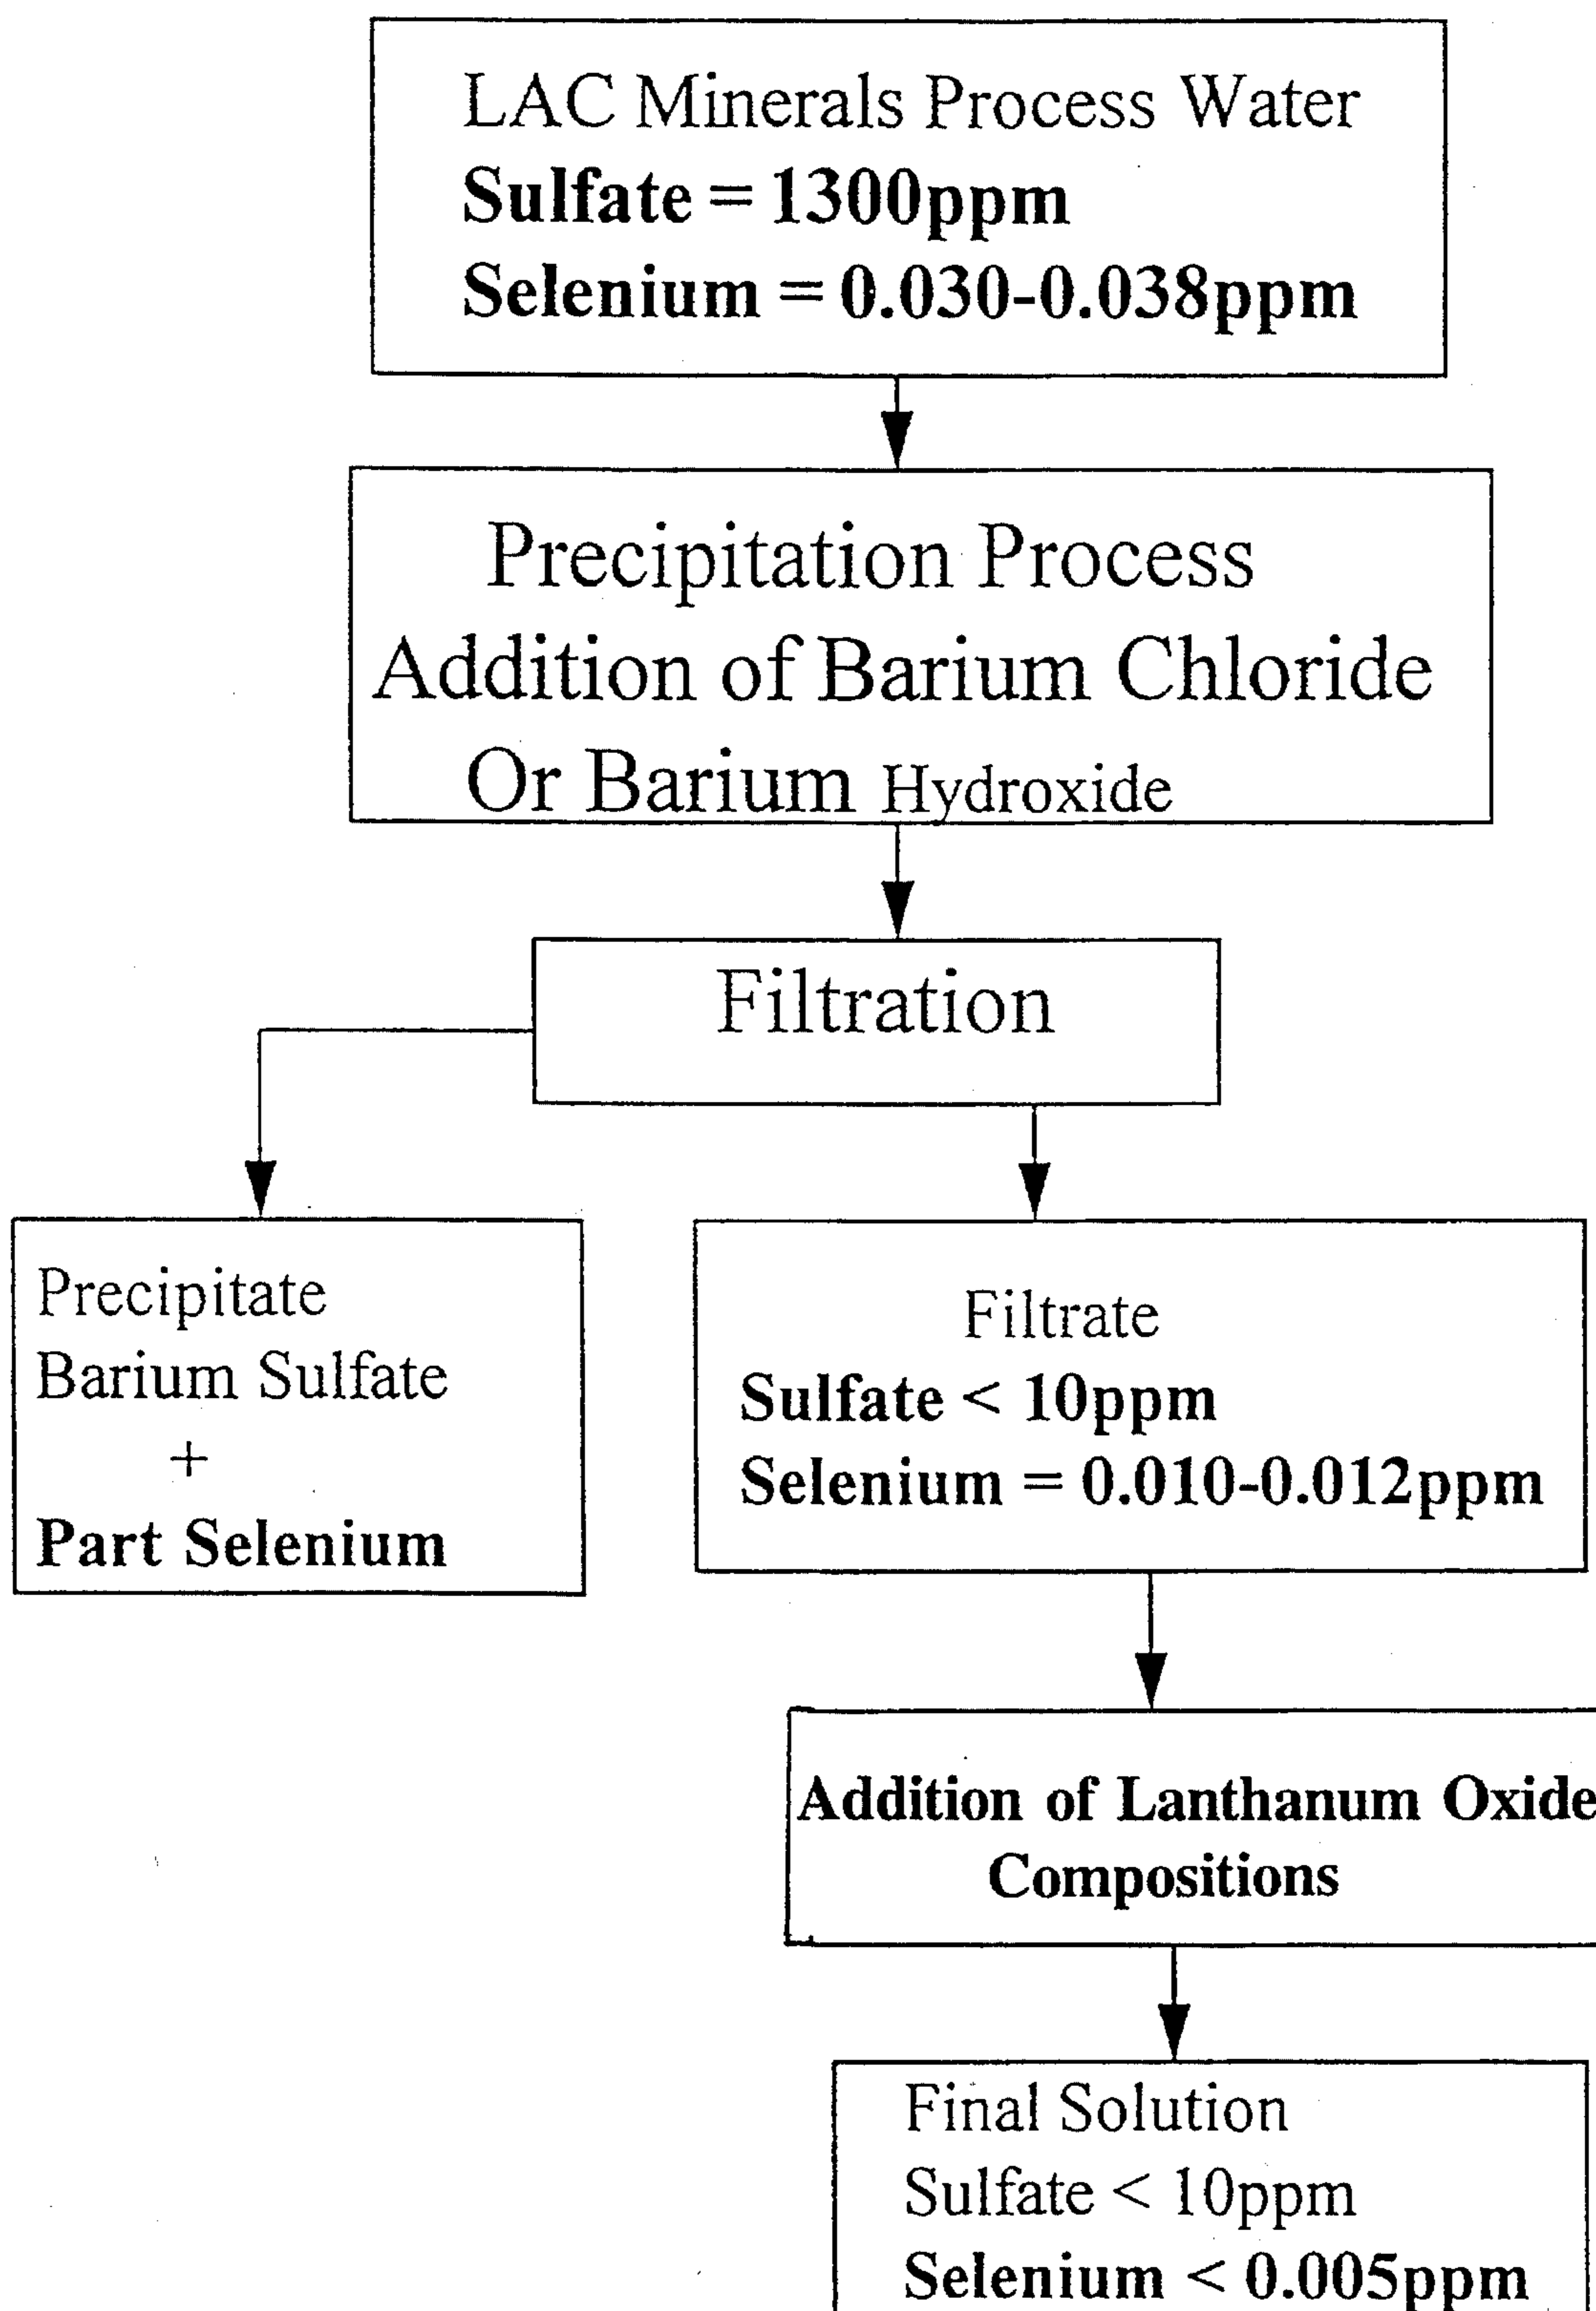 LAC Minerals Process Water
Sulfate = 1300ppm
Selenium = 0.030-0.038ppm
Precipitation Process
Addition of Barium Chloride
Or Barium Hydroxide
Filtration
Precipitate
Barium Sulfate
+
Part Selenium
Filtrate
Sulfate < 10ppm
Selenium = 0.010-0.012ppm
Addition of Lanthanum Oxide
Compositions
Final Solution
Sulfate < 10ppm
Selenium < 0.005ppm